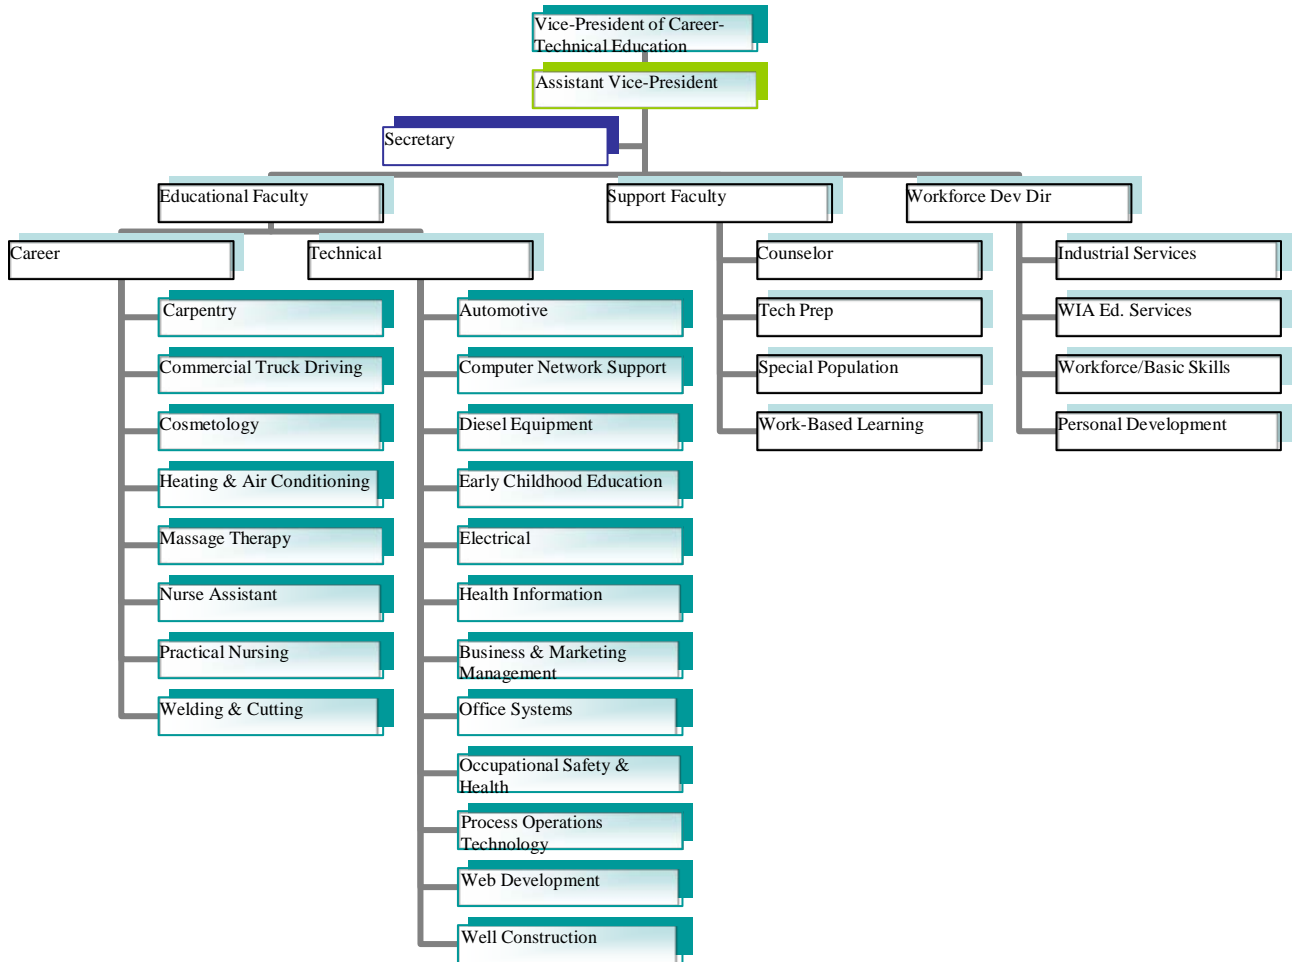 Vice-President of Career-
Technical Education
Assistant Vice-President
Secretary
Educational Faculty
Support Faculty
Workforce Dev Dir
Career
Technical
Counselor
Industrial Services
Carpentry
Automotive
Tech Prep
WIA Ed. Services
Commercial Truck Driving
Computer Network Support
Special Population
Workforce/Basic Skills
Cosmetology
Diesel Equipment
Work-Based Learning
Personal Development
Heating & Air Conditioning
Early Childhood Education
Massage Therapy
Electrical
Nurse Assistant
Health Information
Practical Nursing
Business & Marketing
Management
Welding & Cutting
Office Systems
Occupational Safety &
Health
Process Operations
Technology
Web Development
Well Construction